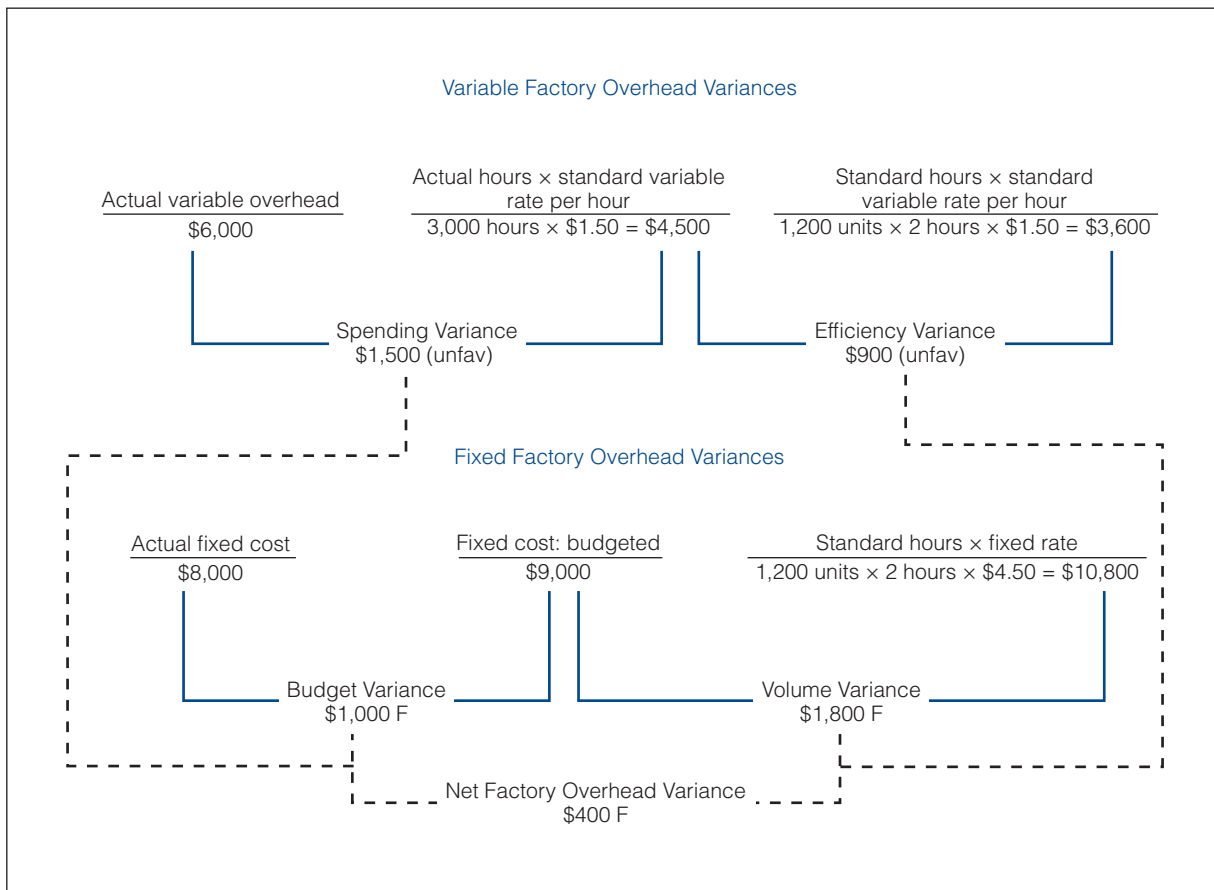 Variable Factory Overhead Variances
Actual variable overhead
$6,000
Actual hours × standard variable
rate per hour
3,000 hours × $1.50 = $4,500
Standard hours × standard
variable rate per hour
1,200 units × 2 hours × $1.50 = $3,600
Spending Variance
$1,500 (unfav)
Efficiency Variance
$900 (unfav)
Fixed Factory Overhead Variances
Actual fixed cost
$8,000
Fixed cost: budgeted
$9,000
Standard hours × fixed rate
1,200 units × 2 hours × $4.50 = $10,800
Budget Variance
$1,000 F
Volume Variance
$1,800 F
Net Factory Overhead Variance
$400 F